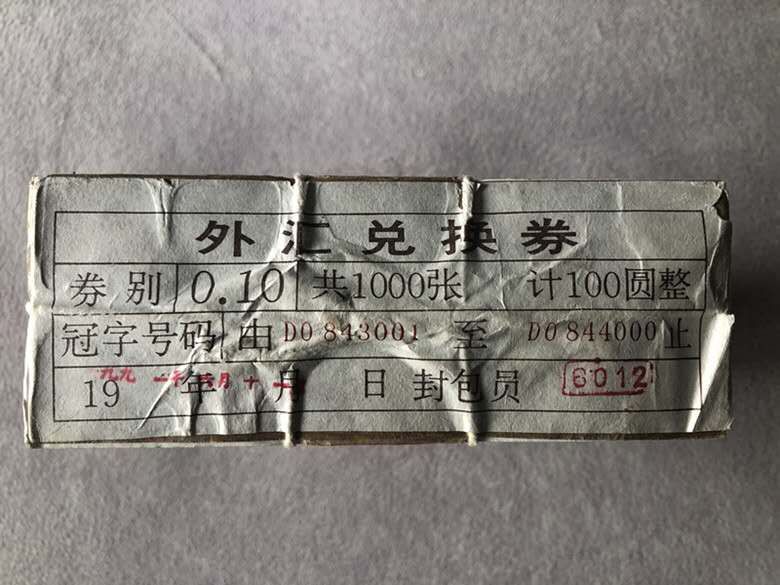 外汇兑换券
券别 0.10 共1000张 计100圆整
冠字号码 由 DO 843001 至 DO 844000 止
19 年 月 日 封包员 6012